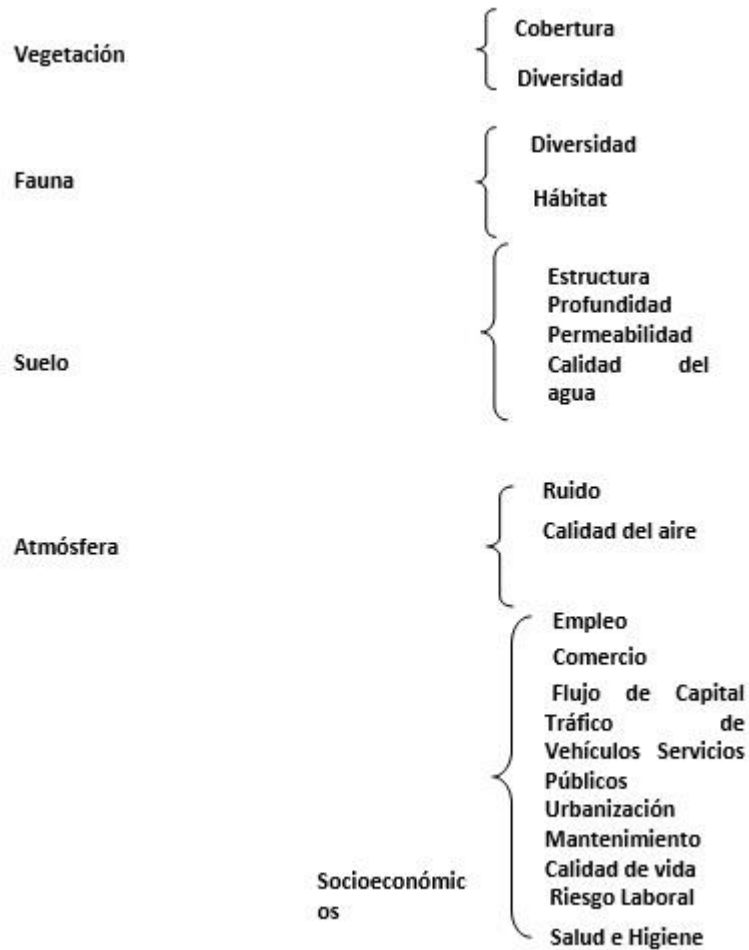 Vegetación
Cobertura
Diversidad
Fauna
Diversidad
Hábitat
Suelo
Estructura
Profundidad
Permeabilidad
Calidad del
agua
Atmósfera
Ruido
Calidad del aire
Socioeconómic
os
Empleo
Comercio
Flujo de Capital
Tráfico de
Vehículos Servicios
Públicos
Urbanización
Mantenimiento
Calidad de vida
Riesgo Laboral
Salud e Higiene